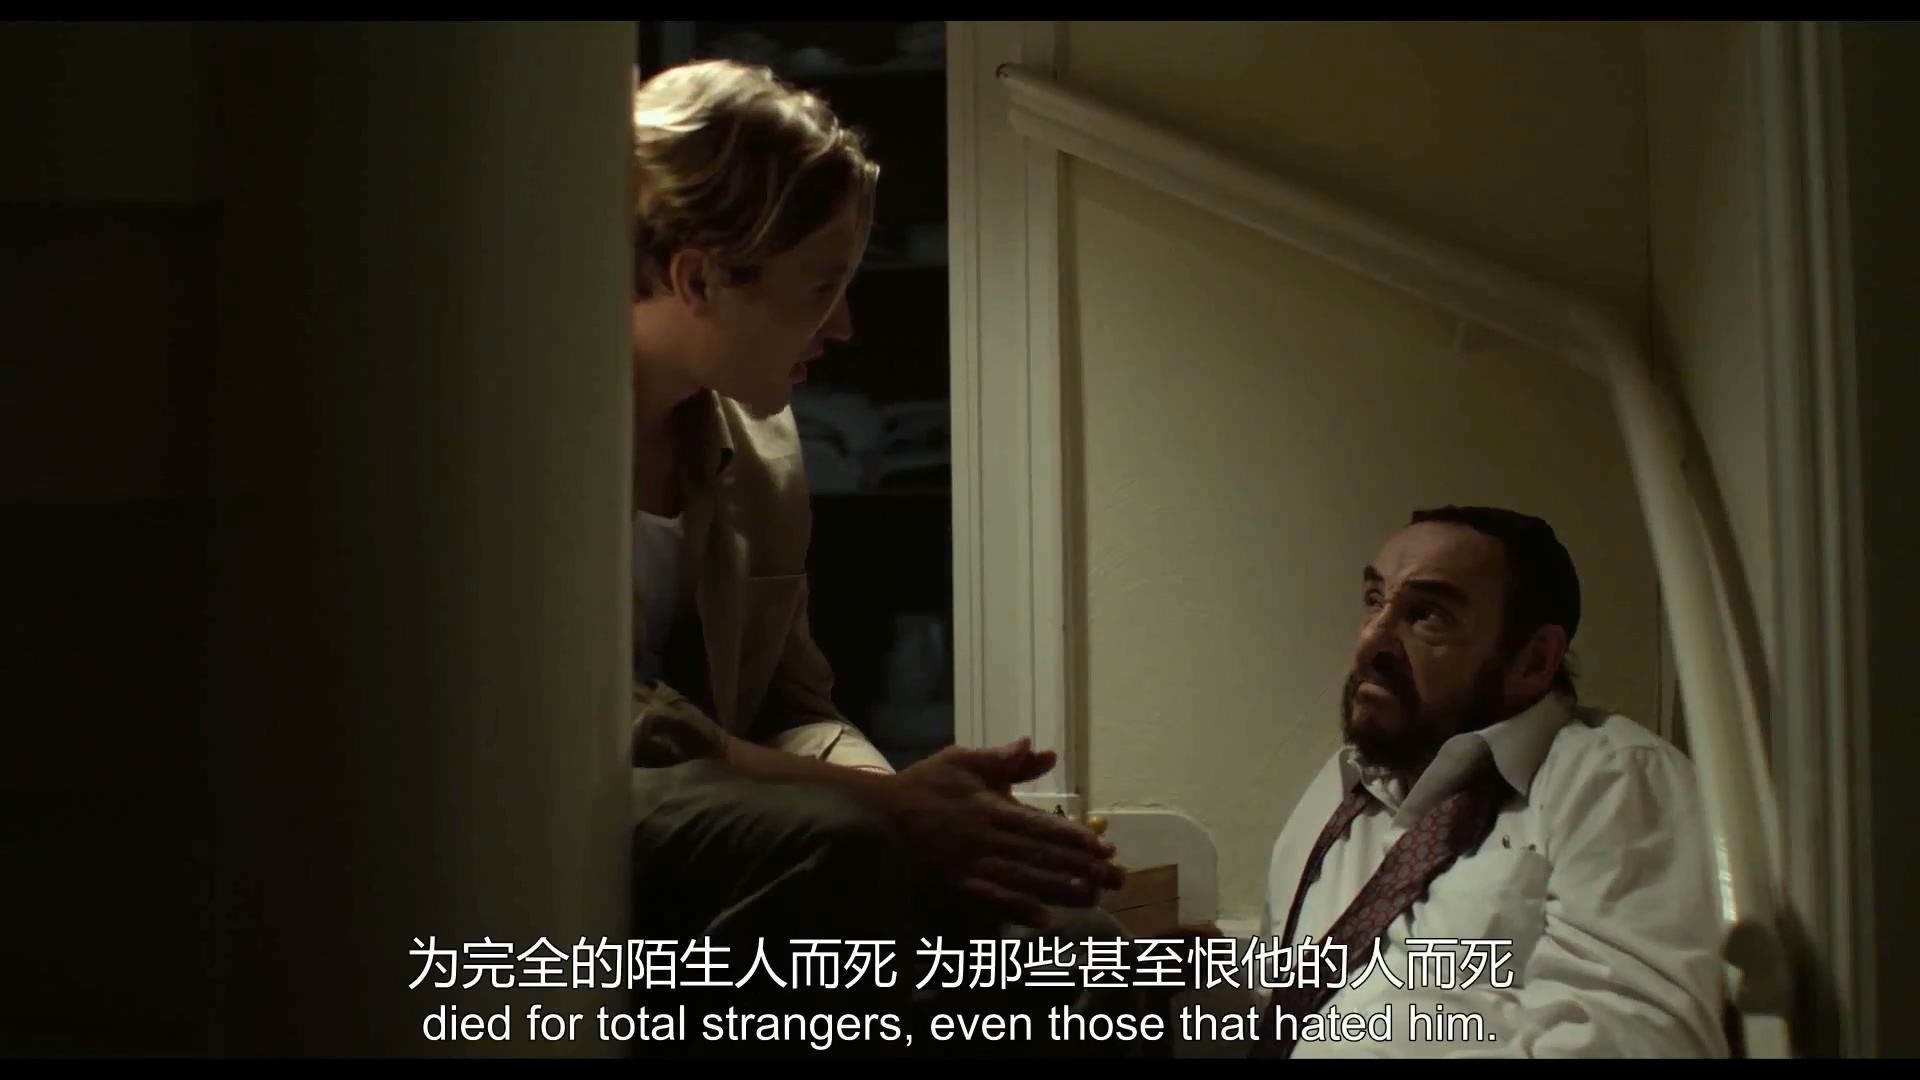 为完全的陌生人而死 为那些甚至恨他的人而死
died for total strangers, even those that hated him.